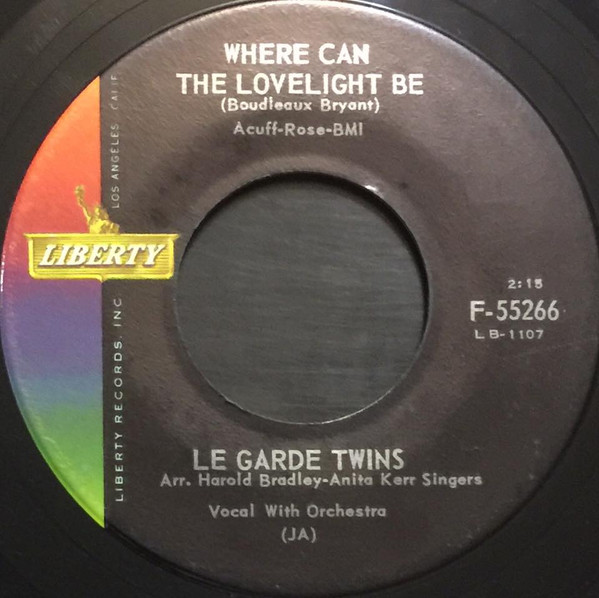 WHERE CAN
THE LOVELIGHT BE
(Boudleaux Bryant)
Acuff-Rose-BMI
LIBERTY
LIBERTY RECORDS, INC.
LOS ANGELES, CALIF.
2:15
F-55266
LB-1107
LE GARDE TWINS
Arr. Harold Bradley-Anita Kerr Singers
Vocal With Orchestra
(JA)